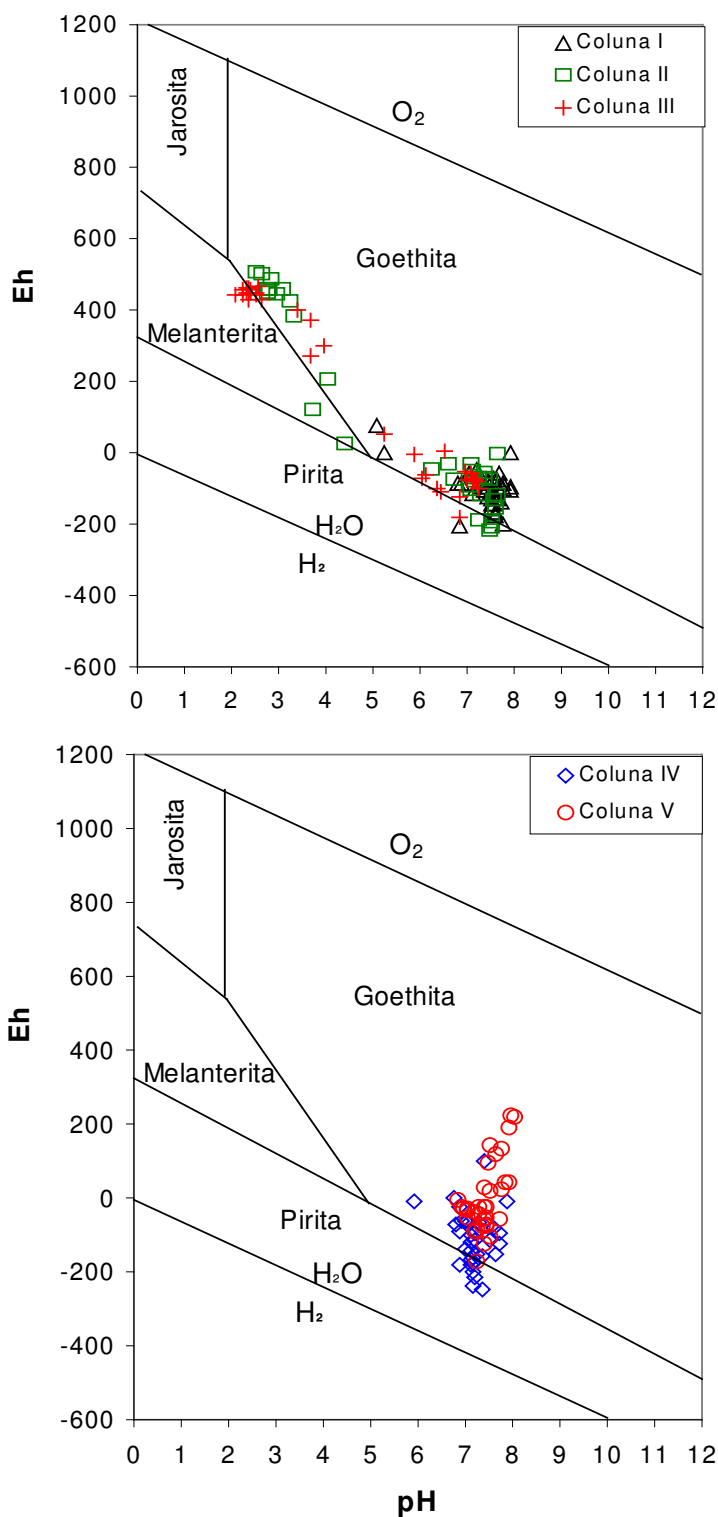 1200
1000
800
600
400
200
0
-200
-400
-600
Eh
Coluna I
Coluna II
Coluna III
Jarosita
O₂
Goethita
Melanterita
Pirita
H₂O
H₂
0 1 2 3 4 5 6 7 8 9 10 11 12
1200
1000
800
600
400
200
0
-200
-400
-600
Eh
Coluna IV
Coluna V
Jarosita
O₂
Goethita
Melanterita
Pirita
H₂O
H₂
0 1 2 3 4 5 6 7 8 9 10 11 12
pH